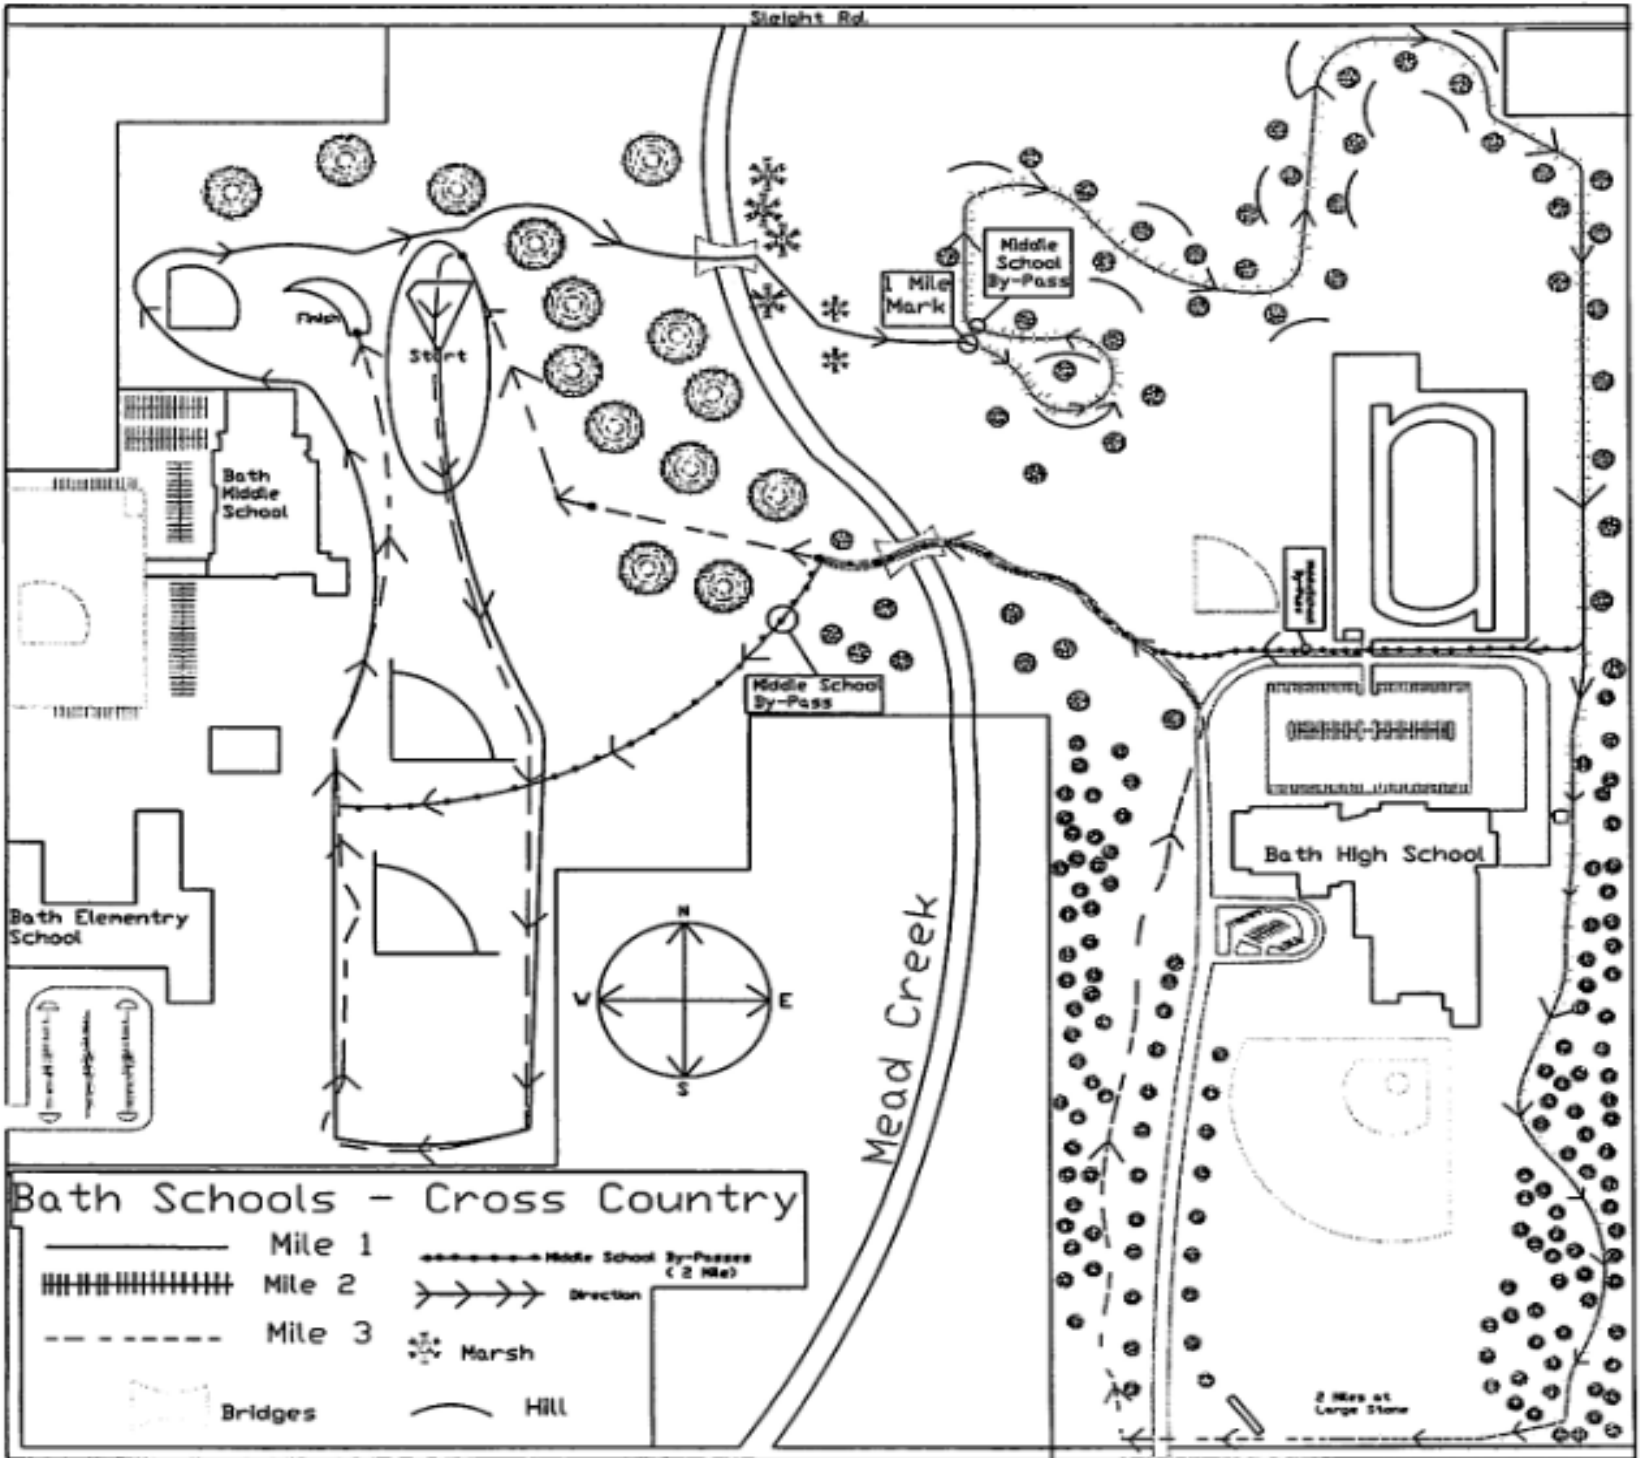 Sleight Rd.
Middle
School
By-Pass
1 Mile
Mark
Finish
Start
Bath
Middle
School
Middle School
By-Pass
Bath High School
Bath Elementry
School
N
W
E
S
Mead Creek
Bath Schools - Cross Country
Mile 1
Middle School By-Passes
( 2 Mile)
Mile 2
Direction
Mile 3
Marsh
Bridges
Hill
2 Miles at
Large Stone